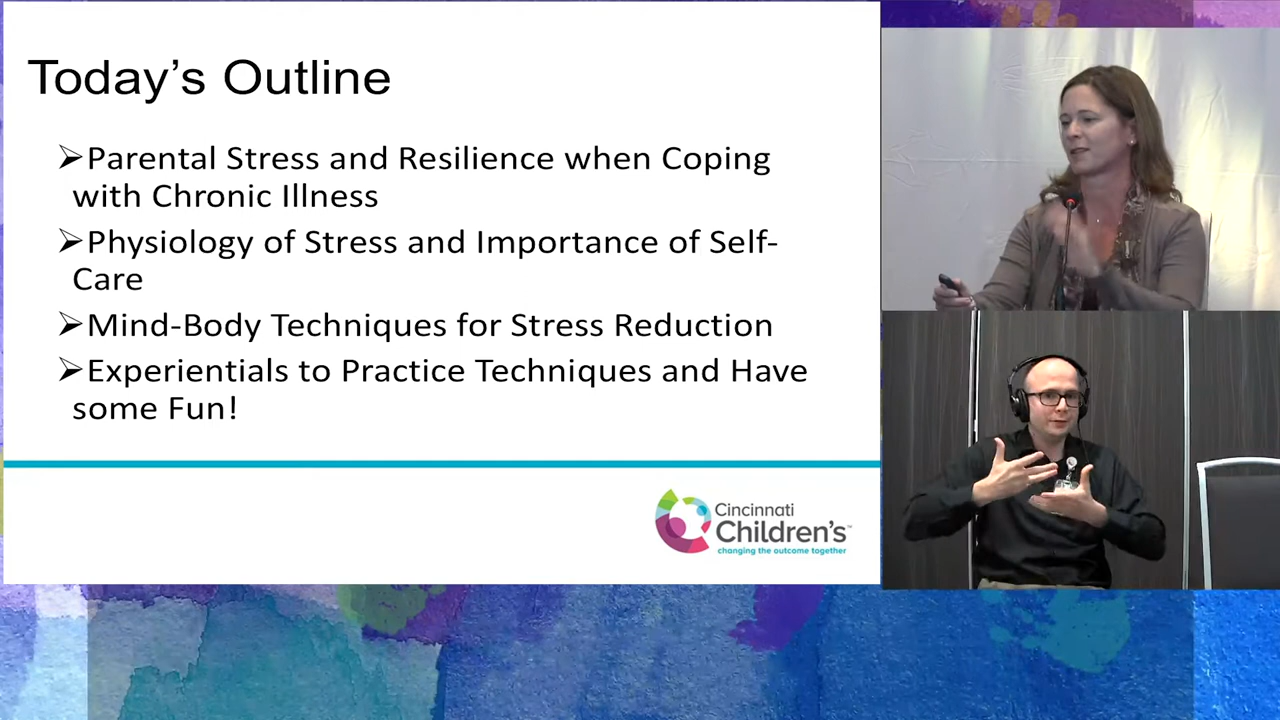 Today's Outline
➢Parental Stress and Resilience when Coping
with Chronic Illness
➢Physiology of Stress and Importance of Self-
Care
➢Mind-Body Techniques for Stress Reduction
➢Experientials to Practice Techniques and Have
some Fun!
Cincinnati
Children's™
changing the outcome together